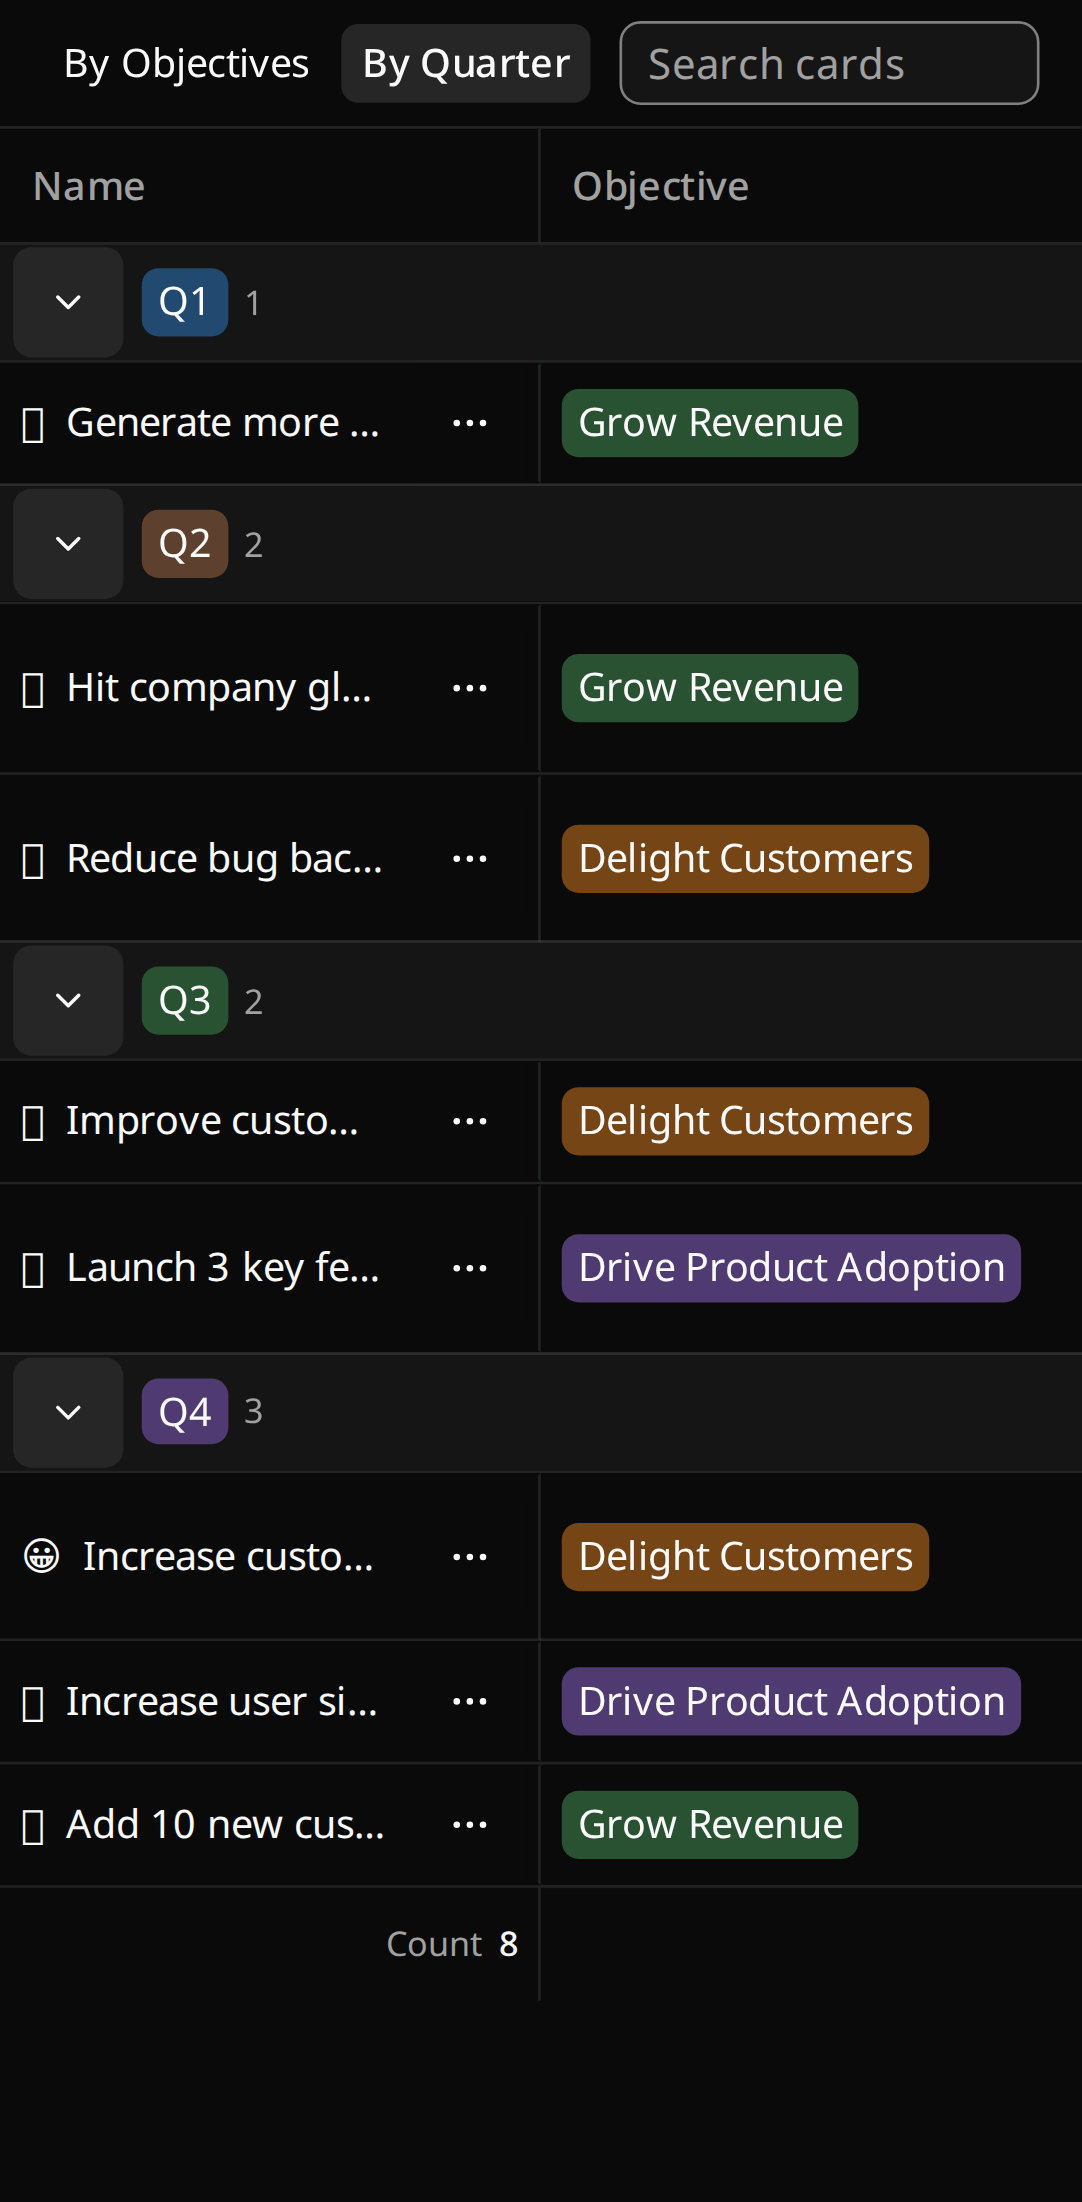 By Objectives By Quarter Search cards
Name Objective
Q1 1
Generate more ... Grow Revenue
Q2 2
Hit company gl... Grow Revenue
Reduce bug bac... Delight Customers
Q3 2
Improve custo... Delight Customers
Launch 3 key fe... Drive Product Adoption
Q4 3
😀 Increase custo... Delight Customers
Increase user si... Drive Product Adoption
Add 10 new cus... Grow Revenue
Count 8